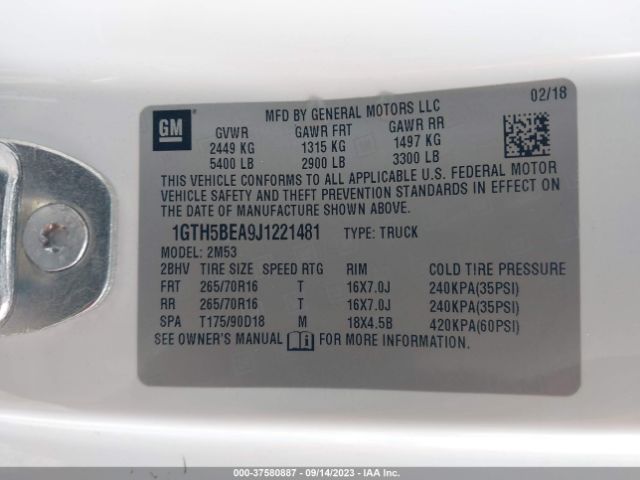 GM
MFD BY GENERAL MOTORS LLC 02/18
GVWR GAWR FRT GAWR RR
2449 KG 1315 KG 1497 KG
5400 LB 2900 LB 3300 LB
THIS VEHICLE CONFORMS TO ALL APPLICABLE U.S. FEDERAL MOTOR
VEHICLE SAFETY AND THEFT PREVENTION STANDARDS IN EFFECT ON
THE DATE OF MANUFACTURE SHOWN ABOVE.
1GTH5BEA9J1221481 TYPE: TRUCK
MODEL: 2M53
2BHV TIRE SIZE SPEED RTG RIM COLD TIRE PRESSURE
FRT 265/70R16 T 16X7.0J 240KPA(35PSI)
RR 265/70R16 T 16X7.0J 240KPA(35PSI)
SPA T175/90D18 M 18X4.5B 420KPA(60PSI)
SEE OWNER'S MANUAL FOR MORE INFORMATION.
000-37580887 - 09/14/2023 - IAA Inc.